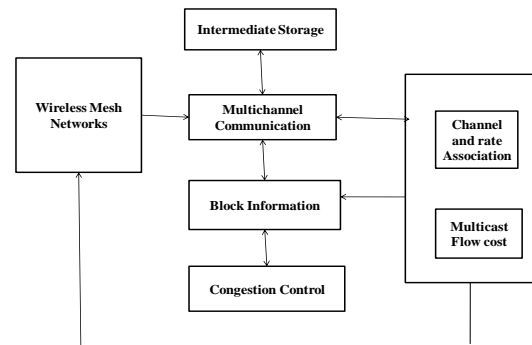 Intermediate Storage
Wireless Mesh
Networks
Multichannel
Communication
Channel
and rate
Association
Block Information
Multicast
Flow cost
Congestion Control